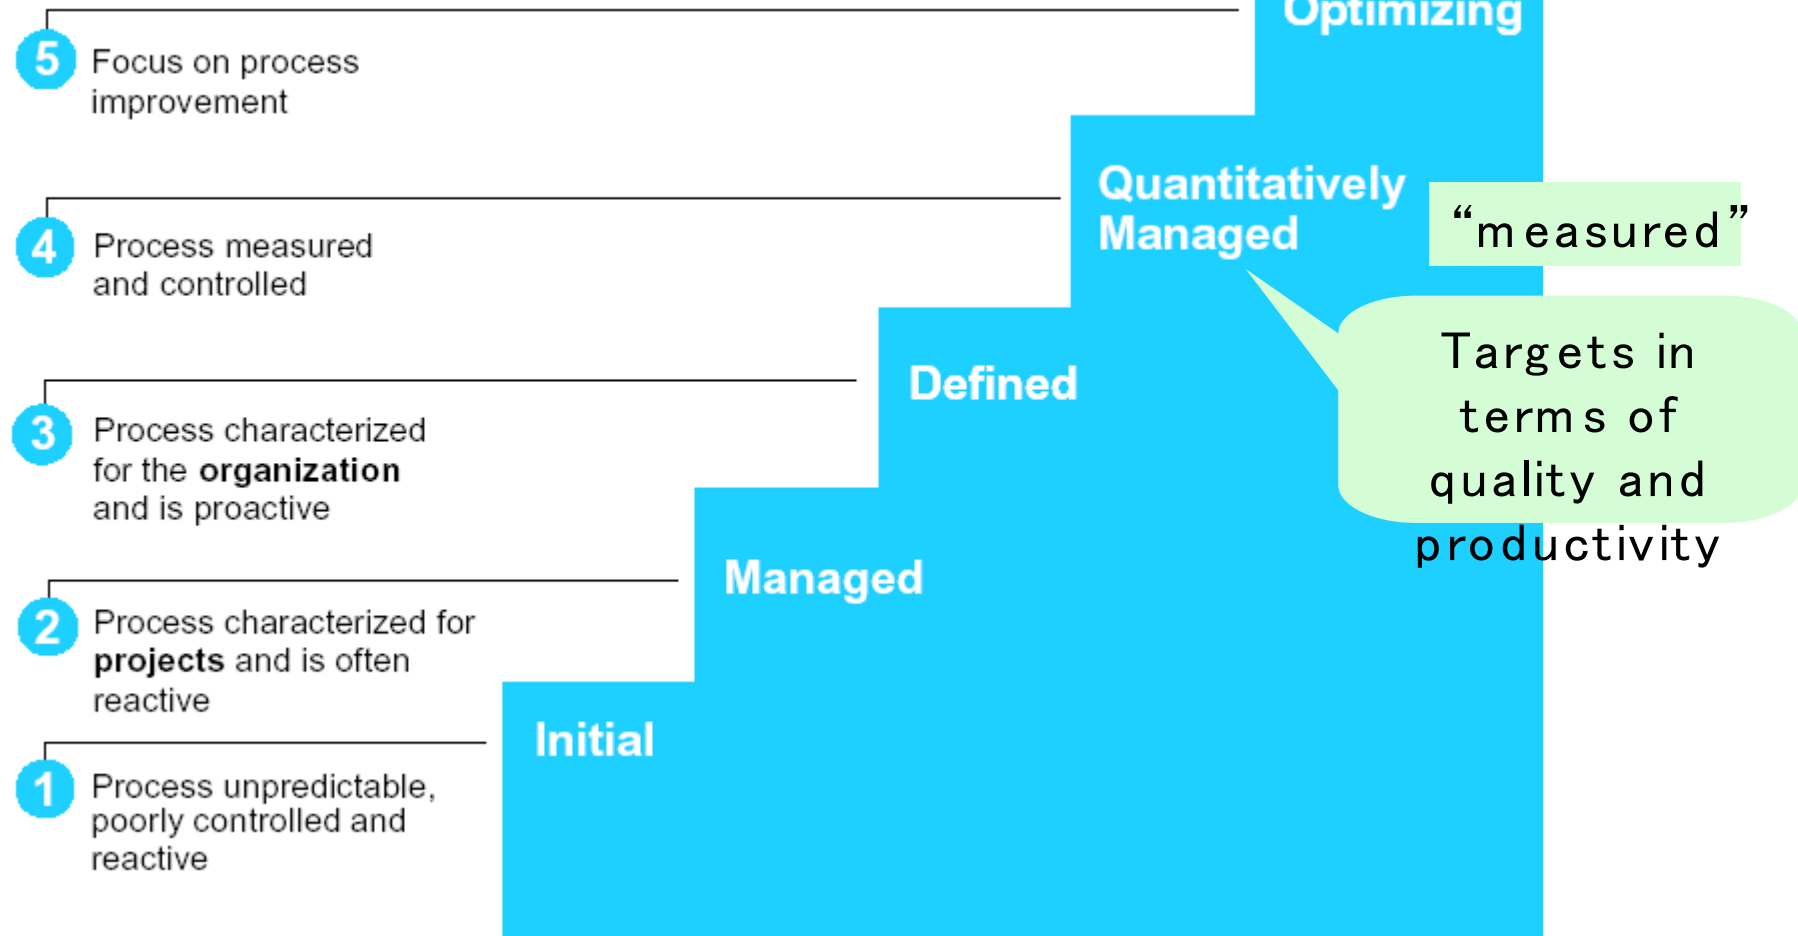 Optimizing
5
Focus on process
improvement
Quantitatively
Managed
“measured”
4
Process measured
and controlled
Targets in
terms of
quality and
productivity
Defined
3
Process characterized
for the organization
and is proactive
Managed
2
Process characterized for
projects and is often
reactive
Initial
1
Process unpredictable,
poorly controlled and
reactive